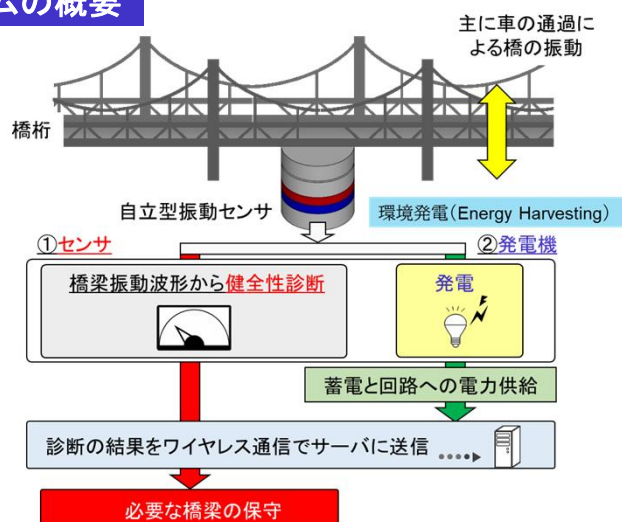 ムの概要
主に車の通過に
よる橋の振動
橋桁
自立型振動センサ
環境発電(Energy Harvesting)
①センサ
②発電機
橋梁振動波形から健全性診断
発電
蓄電と回路への電力供給
診断の結果をワイヤレス通信でサーバに送信
必要な橋梁の保守